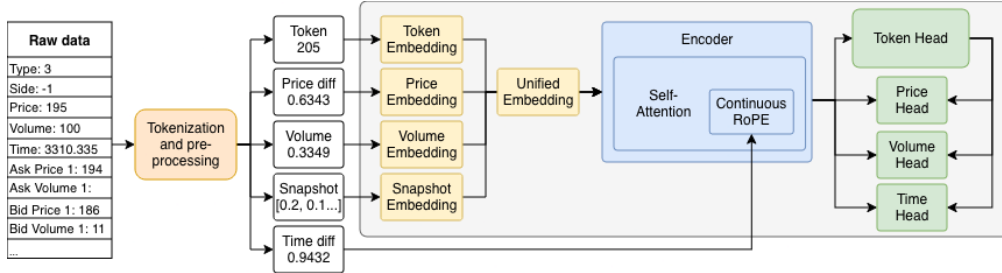 Raw data
Type: 3
Side: -1
Price: 195
Volume: 100
Time: 3310.335
Ask Price 1: 194
Ask Volume 1:
Bid Price 1: 186
Bid Volume 1: 11
...
Tokenization
and pre-
processing
Token
205
Price diff
0.6343
Volume
0.3349
Snapshot
[0.2, 0.1...]
Time diff
0.9432
Token
Embedding
Price
Embedding
Volume
Embedding
Snapshot
Embedding
Unified
Embedding
Encoder
Self-
Attention
Continuous
RoPE
Token Head
Price
Head
Volume
Head
Time
Head